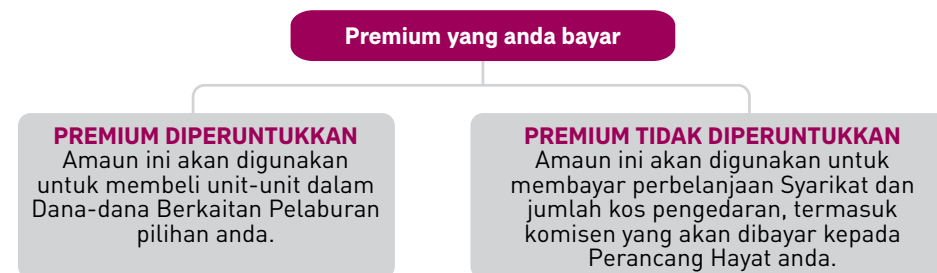 Premium yang anda bayar
PREMIUM DIPERUNTUKKAN
Amaun ini akan digunakan
untuk membeli unit-unit dalam
Dana-dana Berkaitan Pelaburan
pilihan anda.
PREMIUM TIDAK DIPERUNTUKKAN
Amaun ini akan digunakan untuk
membayar perbelanjaan Syarikat dan
jumlah kos pengedaran, termasuk
komisen yang akan dibayar kepada
Perancang Hayat anda.